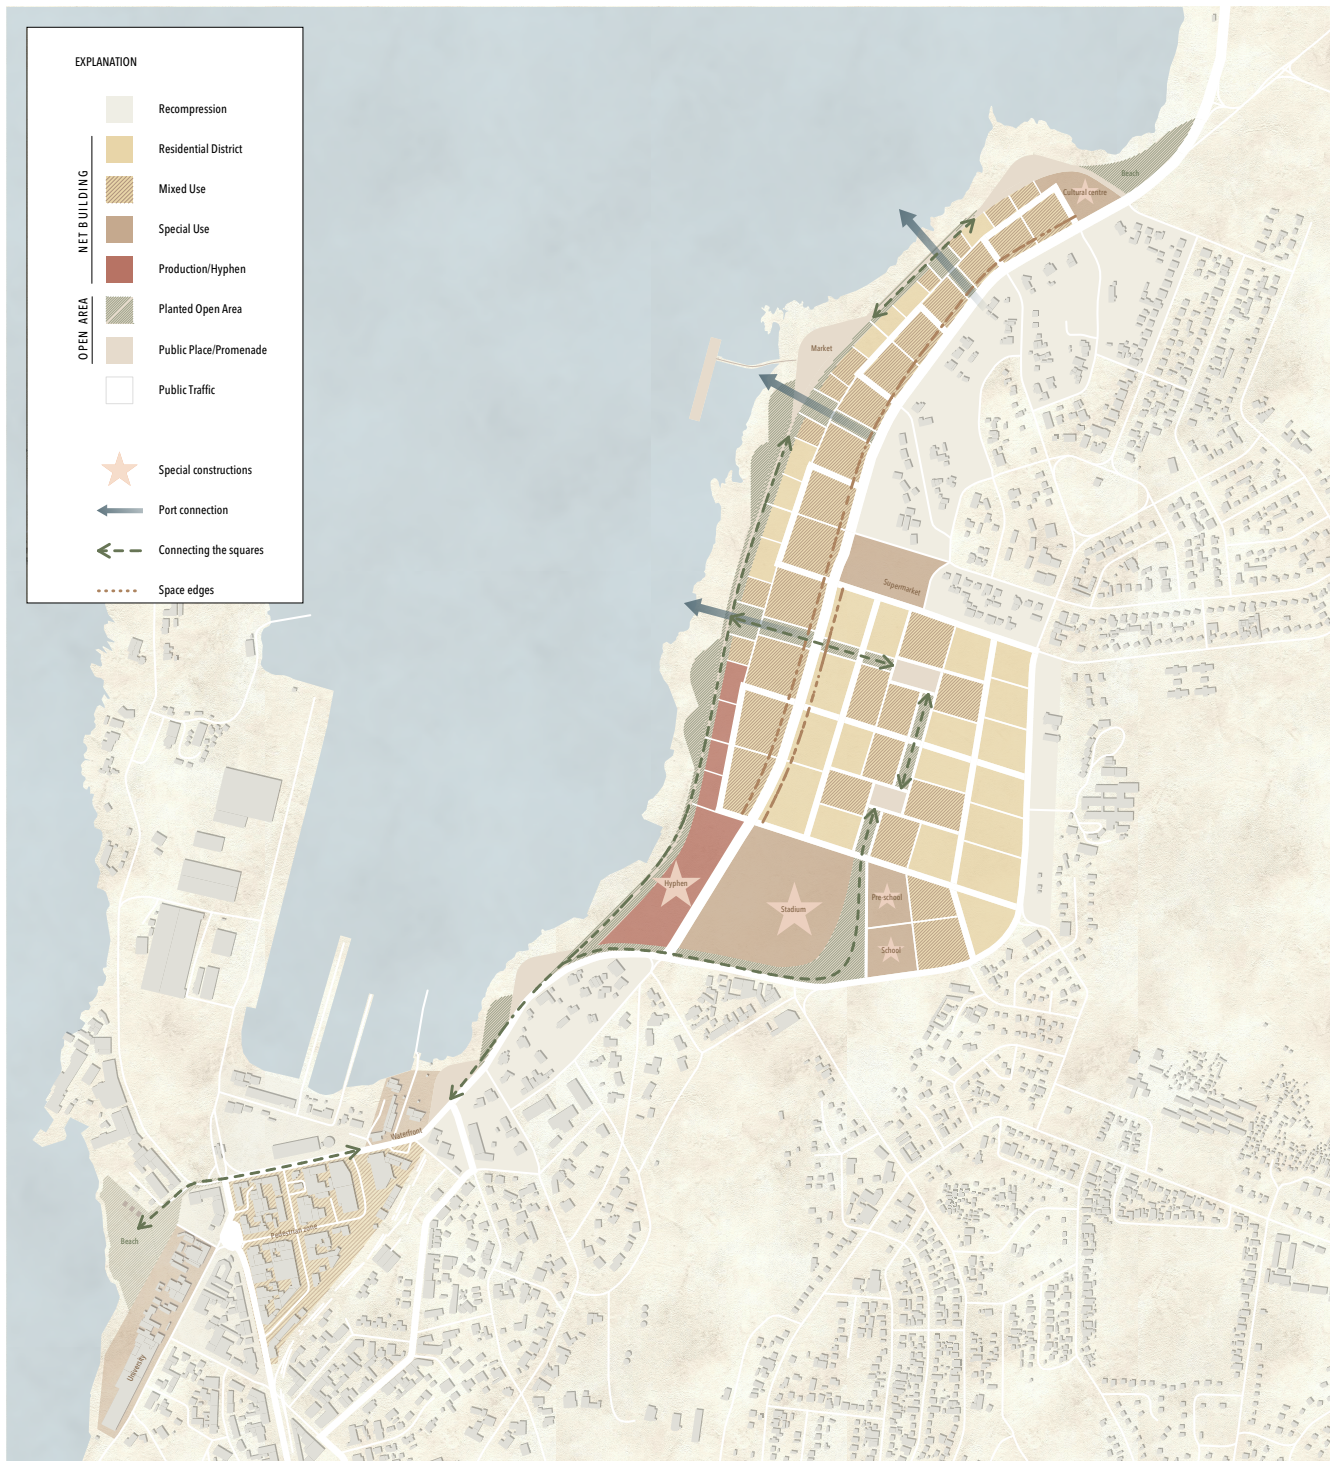 EXPLANATION
Recompression
NET BUILDING
Residential District
Mixed Use
Special Use
Production/Hyphen
OPEN AREA
Planted Open Area
Public Place/Promenade
Public Traffic
Special constructions
Port connection
Connecting the squares
Space edges
Beach
Cultural centre
Market
Supermarket
Hyphen
Stadium
Pre-school
School
Waterfront
Pedestrian zone
Beach
University